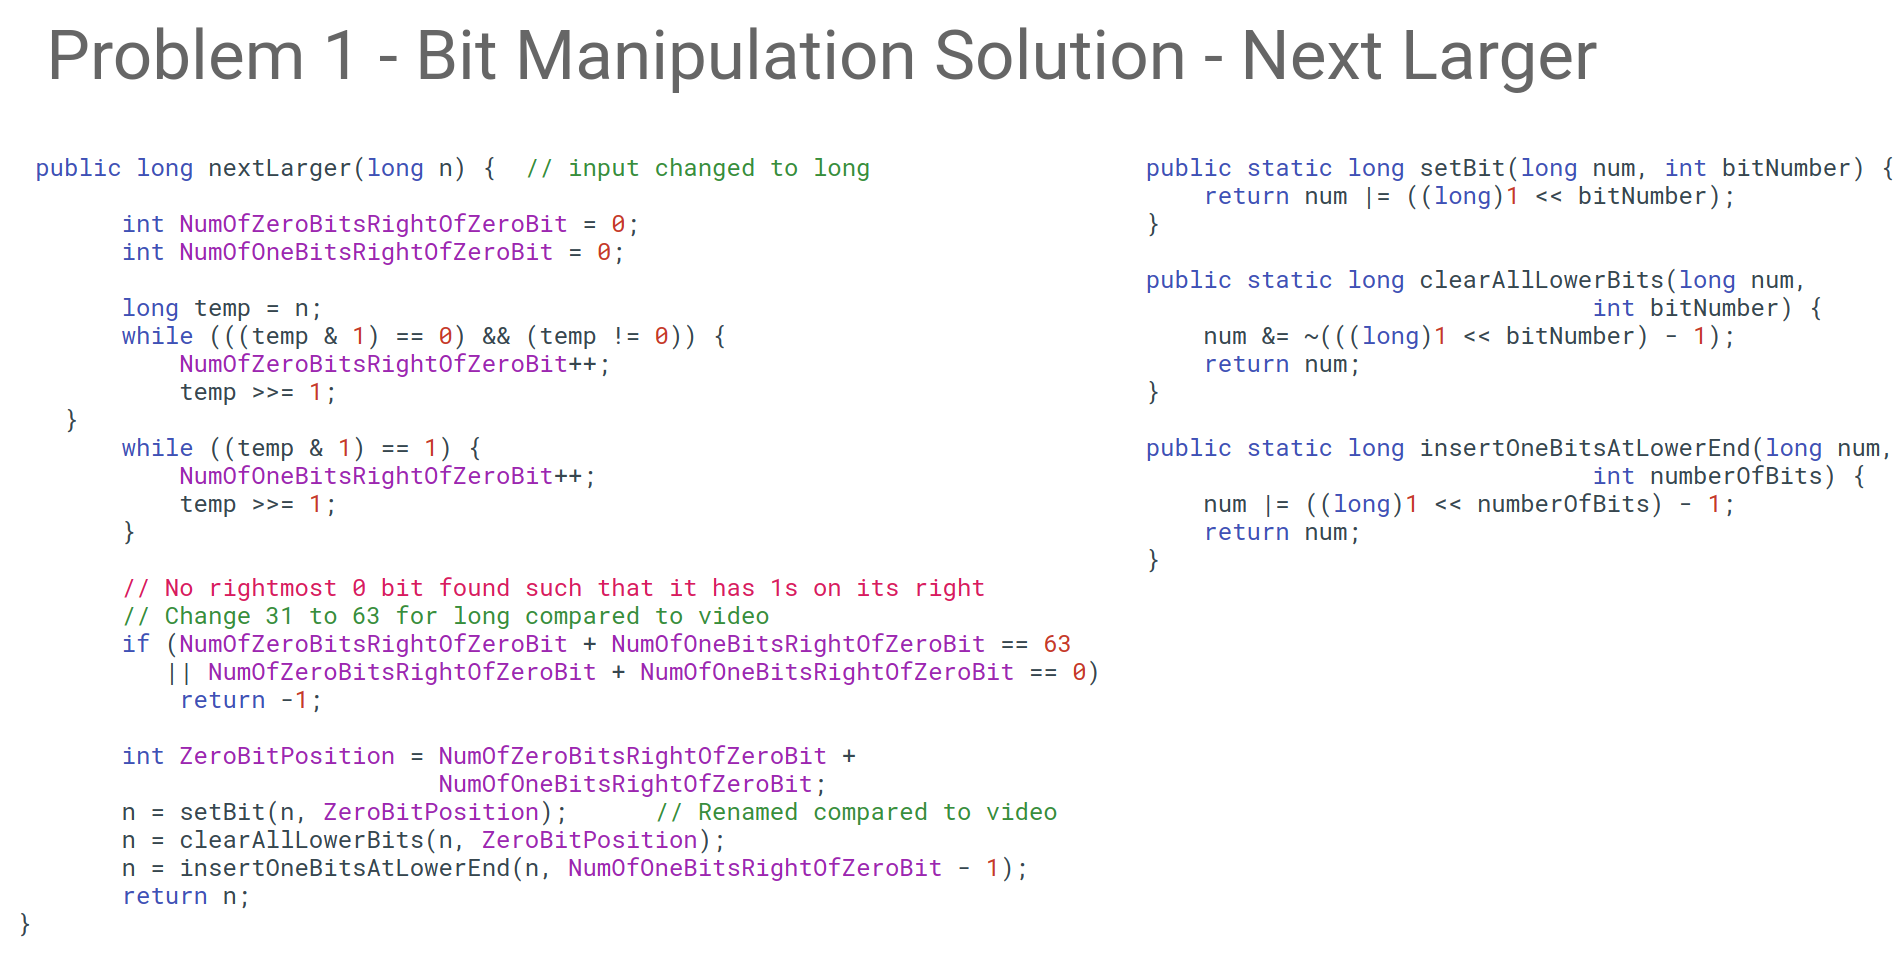 Problem 1 - Bit Manipulation Solution - Next Larger
public long nextLarger(long n) {  // input changed to long
int NumOfZeroBitsRightOfZeroBit = 0;
int NumOfOneBitsRightOfZeroBit = 0;
long temp = n;
while (((temp & 1) == 0) && (temp != 0)) {
NumOfZeroBitsRightOfZeroBit++;
temp >>= 1;
}
while ((temp & 1) == 1) {
NumOfOneBitsRightOfZeroBit++;
temp >>= 1;
}
// No rightmost 0 bit found such that it has 1s on its right
// Change 31 to 63 for long compared to video
if (NumOfZeroBitsRightOfZeroBit + NumOfOneBitsRightOfZeroBit == 63
|| NumOfZeroBitsRightOfZeroBit + NumOfOneBitsRightOfZeroBit == 0)
return -1;
int ZeroBitPosition = NumOfZeroBitsRightOfZeroBit +
NumOfOneBitsRightOfZeroBit;
n = setBit(n, ZeroBitPosition);      // Renamed compared to video
n = clearAllLowerBits(n, ZeroBitPosition);
n = insertOneBitsAtLowerEnd(n, NumOfOneBitsRightOfZeroBit - 1);
return n;
}
public static long setBit(long num, int bitNumber) {
return num |= ((long)1 << bitNumber);
}
public static long clearAllLowerBits(long num,
int bitNumber) {
num &= ~(((long)1 << bitNumber) - 1);
return num;
}
public static long insertOneBitsAtLowerEnd(long num,
int numberOfBits) {
num |= ((long)1 << numberOfBits) - 1;
return num;
}